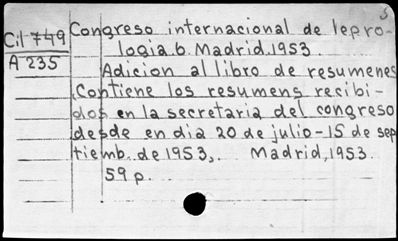 3
Cil 749 Congreso internacional de lepro-
A 235 logia 6. Madrid, 1953.
Adicion al libro de resumenes
Contiene los resumens recibi-
dos en la secretaria del congreso
desde en dia 20 de julio-15 de sep
tiemb. de 1953,. Madrid, 1953.
59 p.